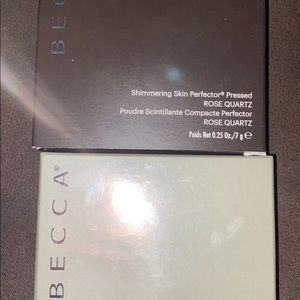 BEC
Shimmering Skin Perfector® Pressed
ROSE QUARTZ
Poudre Scintillante Compacte Perfector
ROSE QUARTZ
Poids Net 0.25 Oz./7 g ℮
BECCA®